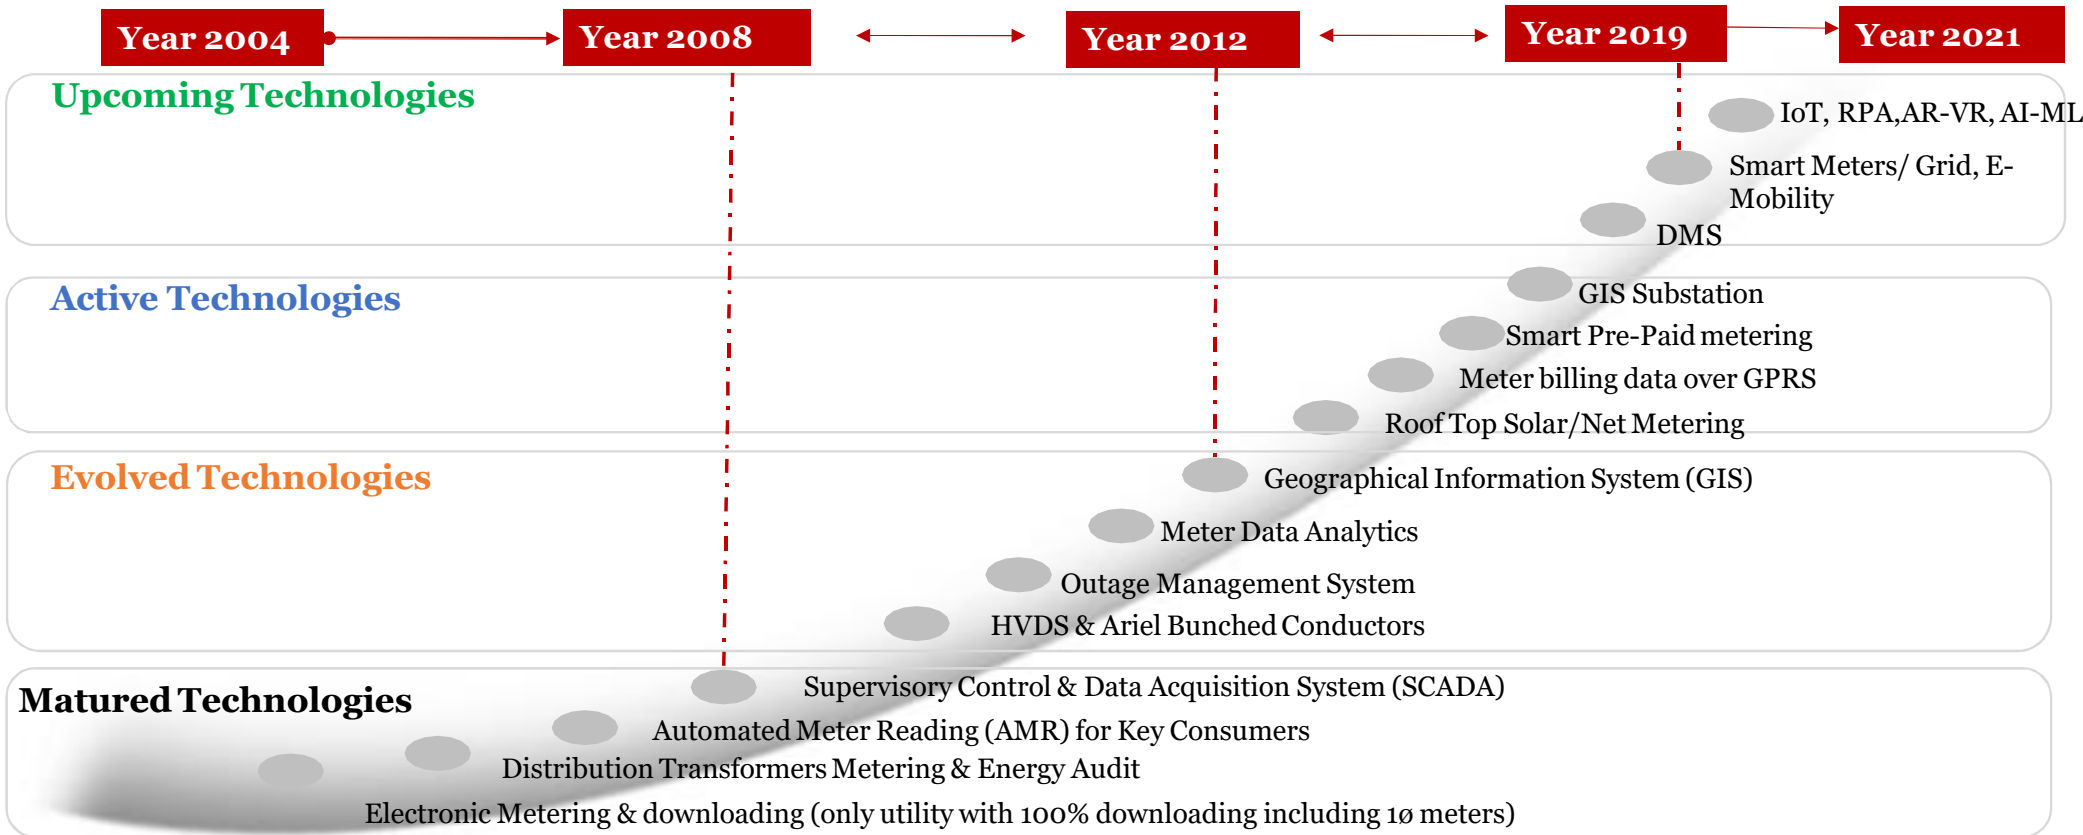 Year 2004
Year 2008
Year 2012
Year 2019
Year 2021
Upcoming Technologies
IoT, RPA,AR-VR, AI-ML
Smart Meters/ Grid, E-
Mobility
DMS
Active Technologies
GIS Substation
Smart Pre-Paid metering
Meter billing data over GPRS
Roof Top Solar/Net Metering
Evolved Technologies
Geographical Information System (GIS)
Meter Data Analytics
Outage Management System
HVDS & Ariel Bunched Conductors
Matured Technologies
Supervisory Control & Data Acquisition System (SCADA)
Automated Meter Reading (AMR) for Key Consumers
Distribution Transformers Metering & Energy Audit
Electronic Metering & downloading (only utility with 100% downloading including 1ø meters)